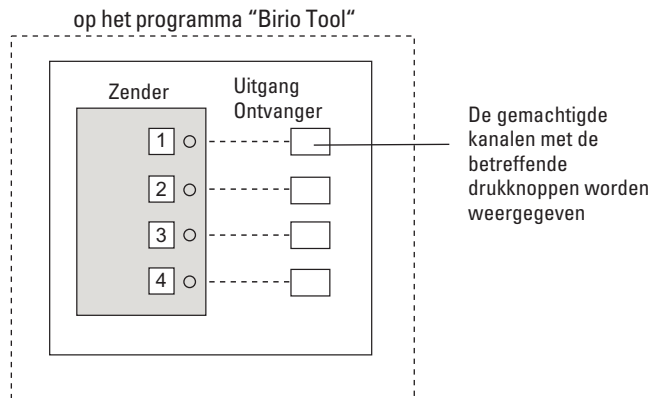 op het programma “Birio Tool“
Zender
Uitgang
Ontvanger
1
2
3
4
De gemachtigde
kanalen met de
betreffende
drukknoppen worden
weergegeven